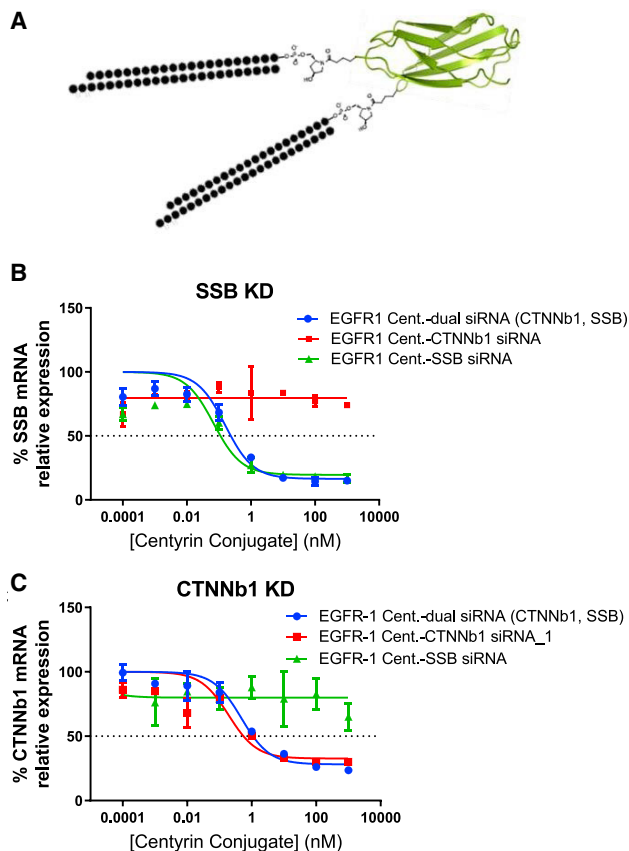 A
O
O
P
O
O
N
HO
O
O
P
O
O
N
HO
B
SSB KD
% SSB mRNA
relative expression
150
100
50
0
0.0001
0.01
1
100
10000
[Centyrin Conjugate] (nM)
EGFR1 Cent.-dual siRNA (CTNNb1, SSB)
EGFR1 Cent.-CTNNb1 siRNA
EGFR1 Cent.-SSB siRNA
C
CTNNb1 KD
% CTNNb1 mRNA
relative expression
150
100
50
0
0.0001
0.01
1
100
10000
[Centyrin Conjugate] (nM)
EGFR-1 Cent.-dual siRNA (CTNNb1, SSB)
EGFR-1 Cent.-CTNNb1 siRNA_1
EGFR-1 Cent.-SSB siRNA